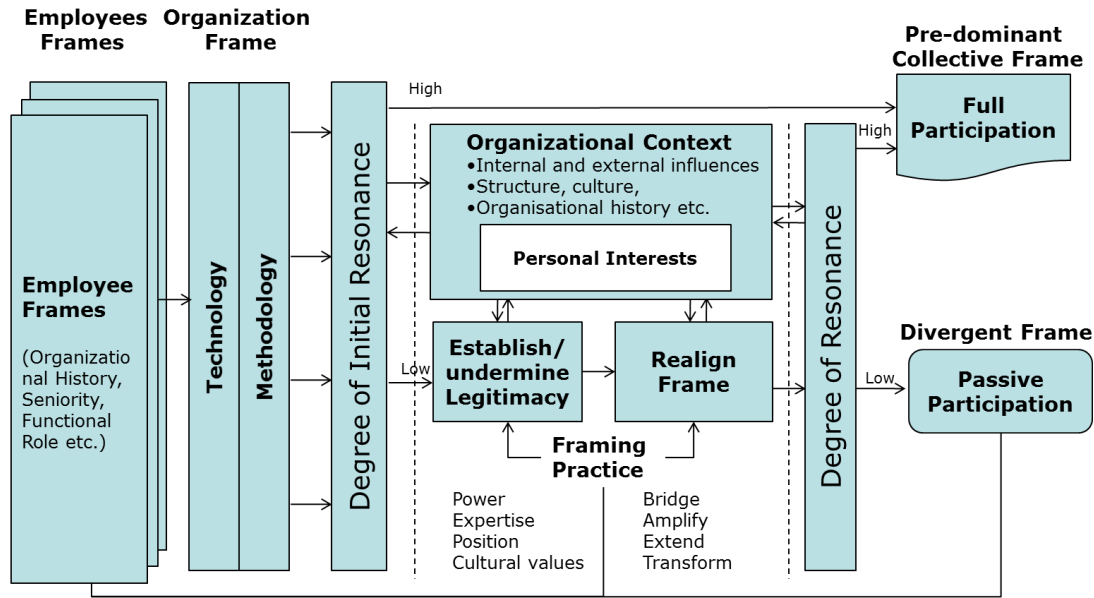 Employees
Frames
Organization
Frame
Pre-dominant
Collective Frame
Employee
Frames
(Organizatio
nal History,
Seniority,
Functional
Role etc.)
Technology
Methodology
Degree of Initial Resonance
High
Low
Organizational Context
•Internal and external influences
•Structure, culture,
•Organisational history etc.
Personal Interests
Establish/
undermine
Legitimacy
Realign
Frame
Framing
Practice
Power
Expertise
Position
Cultural values
Bridge
Amplify
Extend
Transform
Degree of Resonance
High
Low
Full
Participation
Divergent Frame
Passive
Participation